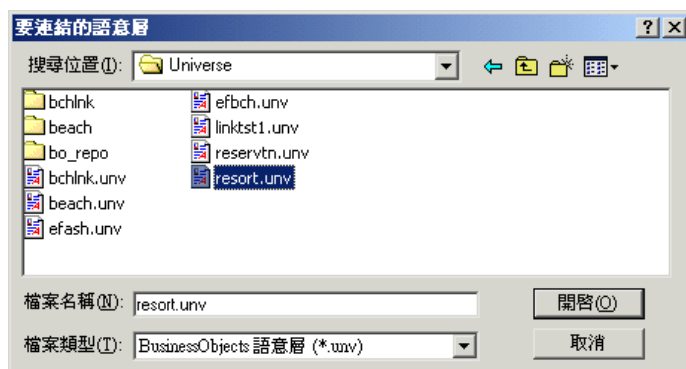 要連結的語意層
搜尋位置(I): Universe
bchlnk
beach
bo_repo
bchlnk.unv
beach.unv
efash.unv
efbch.unv
linktst1.unv
reservtn.unv
resort.unv
檔案名稱(N): resort.unv
開啓(O)
檔案類型(T): BusinessObjects 語意層 (*.unv)
取消